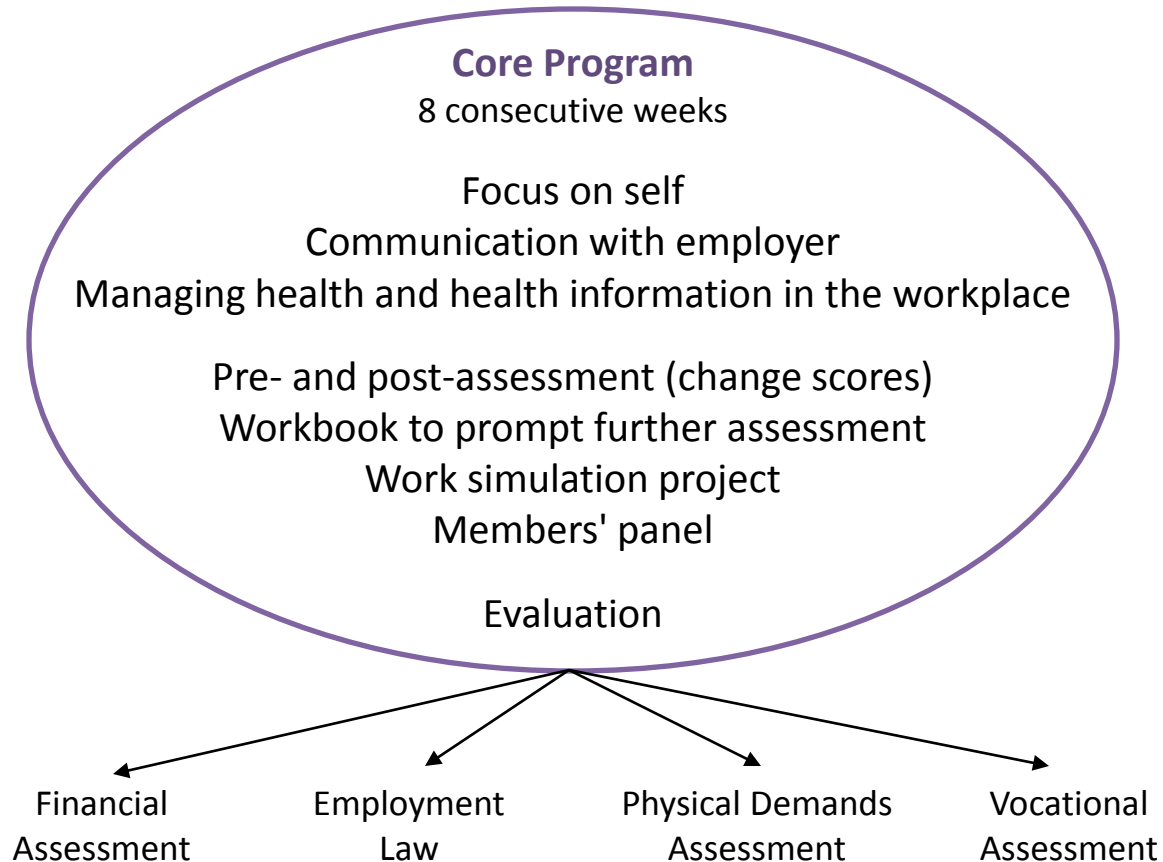 Core Program
8 consecutive weeks
Focus on self
Communication with employer
Managing health and health information in the workplace
Pre- and post-assessment (change scores)
Workbook to prompt further assessment
Work simulation project
Members' panel
Evaluation
Financial
Assessment
Employment
Law
Physical Demands
Assessment
Vocational
Assessment